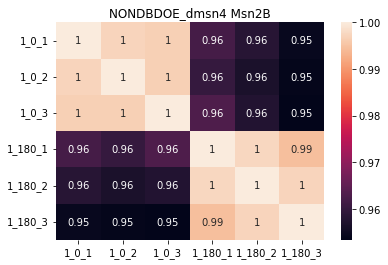 NONDBDOE_dmsn4 Msn2B
1_0_1 1 1 1 0.96 0.96 0.95
1_0_2 1 1 1 0.96 0.96 0.95
1_0_3 1 1 1 0.96 0.96 0.95
1_180_1 0.96 0.96 0.96 1 1 0.99
1_180_2 0.96 0.96 0.96 1 1 1
1_180_3 0.95 0.95 0.95 0.99 1 1
1_0_1 1_0_2 1_0_3 1_180_1 1_180_2 1_180_3
1.00
0.99
0.98
0.97
0.96